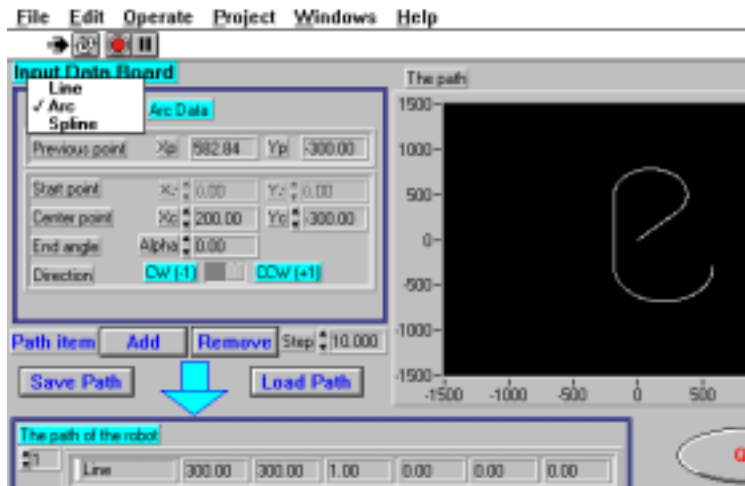 File Edit Operate Project Windows Help
Input Data Board
Line
✓ Arc
Spline
Arc Data
Previous point Xp 582.84 Yp -300.00
Start point 0.00 0.00
Center point Xc 200.00 Yc -300.00
End angle Alpha 0.00
Direction CW (-1) CCW (+1)
Path item Add Remove Step 10.000
Save Path Load Path
The path
1500
1000
500
0
-500
-1000
-1500
-1500 -1000 -500 0 500
The path of the robot
1 Line 300.00 300.00 1.00 0.00 0.00 0.00